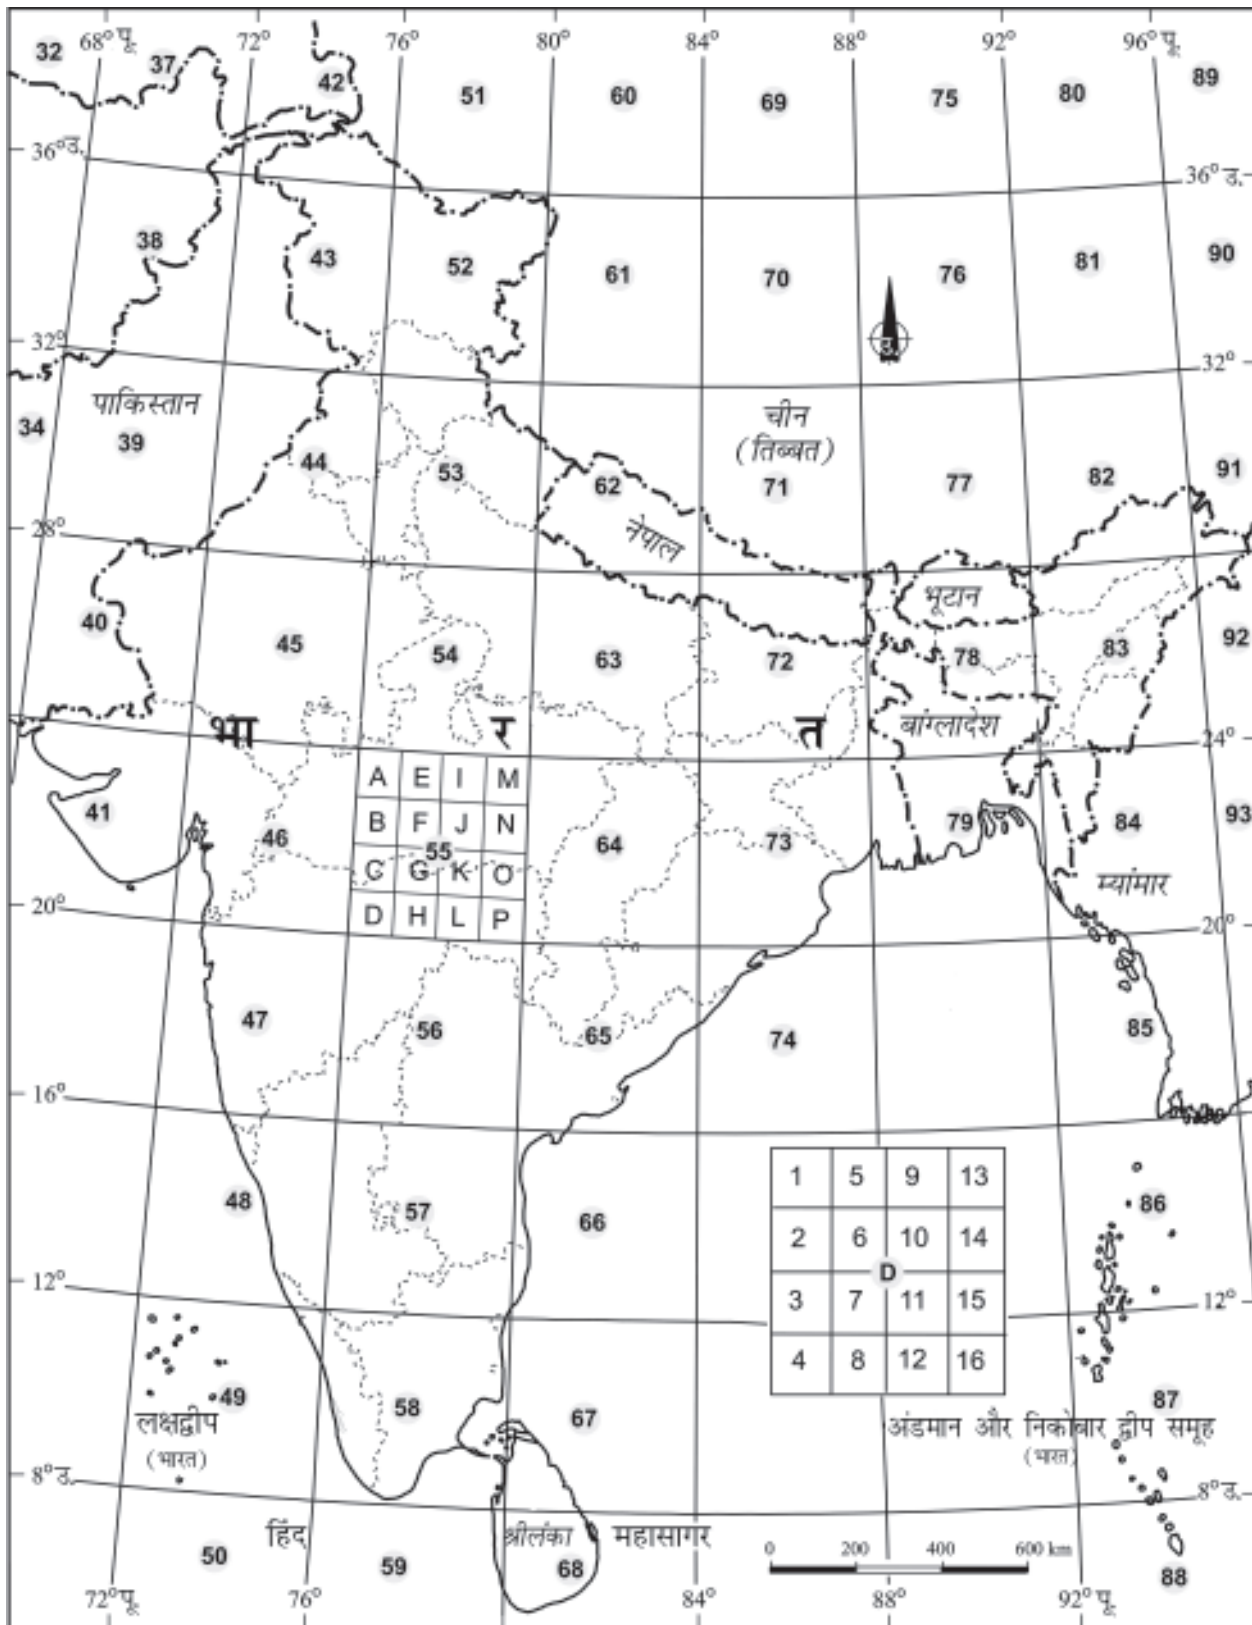 68°पू. 72° 76° 80° 84° 88° 92° 96°पू.
32 37 42 51 60 69 75 80 89
36°उ. 36°उ.
38 43 52 61 70 76 81 90
उ.
32° 32°
पाकिस्तान
चीन
(तिब्बत)
34 39 44 53 62 71 77 82 91
नेपाल
28°
भूटान
40 45 54 63 72 78 83 92
भा र त
बांग्लादेश
24°
A E I M
B F J N
41 46 55 64 73 79 84 93
C G K O
म्यांमार
D H L P
20° 20°
47 56 65 74 85
16°
1 5 9 13
48 57 66 86
2 6 10 14
D
12° 12°
3 7 11 15
4 8 12 16
49 58 67 87
लक्षद्वीप
(भारत)
अंडमान और निकोबार द्वीप समूह
(भारत)
8°उ. 8°उ.
हिंद श्रीलंका महासागर
0 200 400 600 km
50 59 68 88
72°पू. 76° 84° 88° 92°पू.